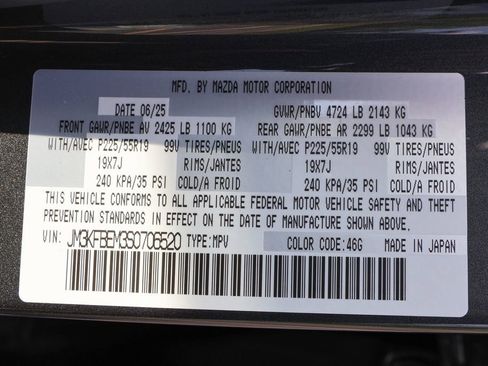 MFD. BY MAZDA MOTOR CORPORATION
DATE 06/25 GVWR/PNBV 4724 LB 2143 KG
FRONT GAWR/PNBE AV 2425 LB 1100 KG REAR GAWR/PNBE AR 2299 LB 1043 KG
WITH/AVEC P225/55R19 99V TIRES/PNEUS WITH/AVEC P225/55R19 99V TIRES/PNEUS
19X7J RIMS/JANTES 19X7J RIMS/JANTES
240 KPA/35 PSI COLD/A FROID 240 KPA/35 PSI COLD/A FROID
THIS VEHICLE CONFORMS TO ALL APPLICABLE FEDERAL MOTOR VEHICLE SAFETY AND THEFT
PREVENTION STANDARDS IN EFFECT ON THE DATE OF MANUFACTURE SHOWN ABOVE.
VIN: JM3KFBEM3S0706520 TYPE:MPV COLOR CODE:46G MADE IN JAPAN